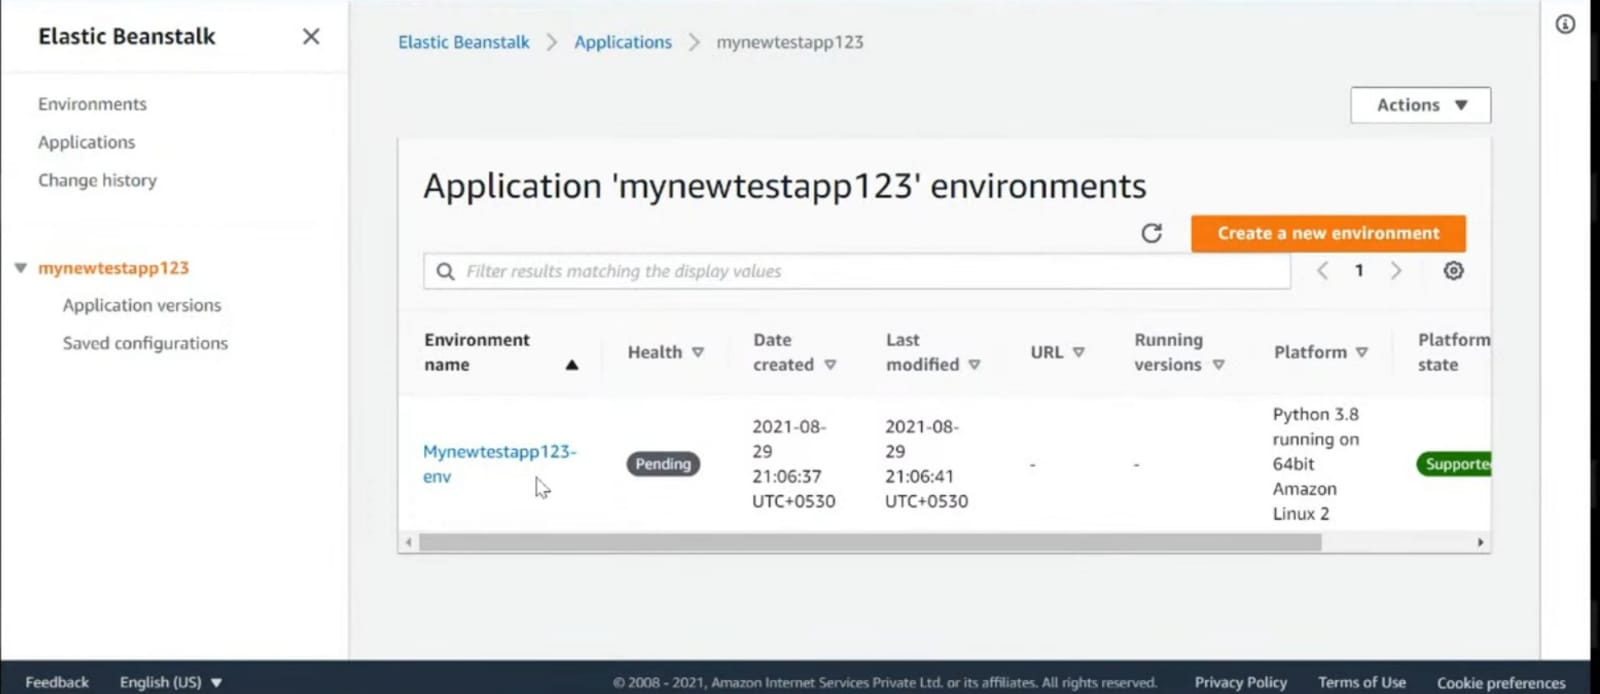 Elastic Beanstalk
Environments
Applications
Change history
mynewtestapp123
Application versions
Saved configurations
Elastic Beanstalk > Applications > mynewtestapp123
Actions
Application 'mynewtestapp123' environments
Create a new environment
Filter results matching the display values
1
Environment name
Health
Date created
Last modified
URL
Running versions
Platform
Platform state
Mynewtestapp123-
env
Pending
2021-08-
29
21:06:37
UTC+0530
2021-08-
29
21:06:41
UTC+0530
-
-
Python 3.8
running on
64bit
Amazon
Linux 2
Supporte
Feedback
English (US)
© 2008 - 2021, Amazon Internet Services Private Ltd. or its affiliates. All rights reserved.
Privacy Policy
Terms of Use
Cookie preferences